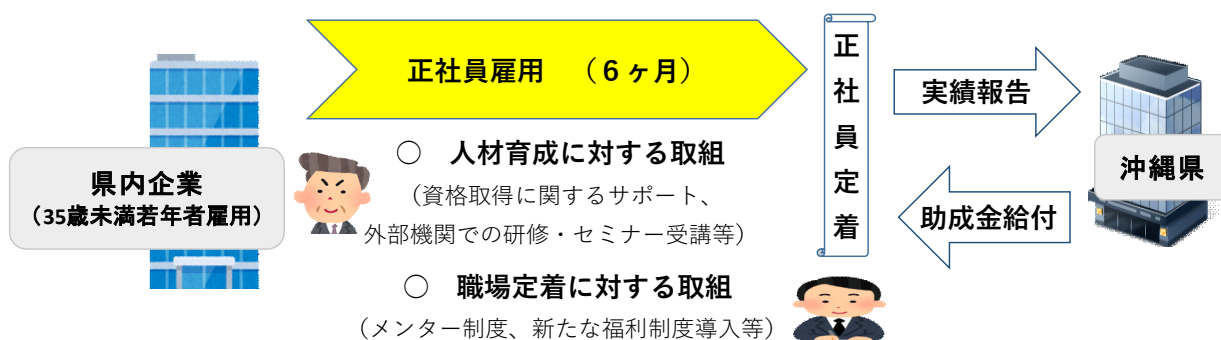 県内企業
（35歳未満若年者雇用）
正社員雇用　（６ヶ月）
○　人材育成に対する取組
（資格取得に関するサポート、
外部機関での研修・セミナー受講等）
○　職場定着に対する取組
（メンター制度、新たな福利制度導入等）
正社員定着
実績報告
助成金給付
沖縄県